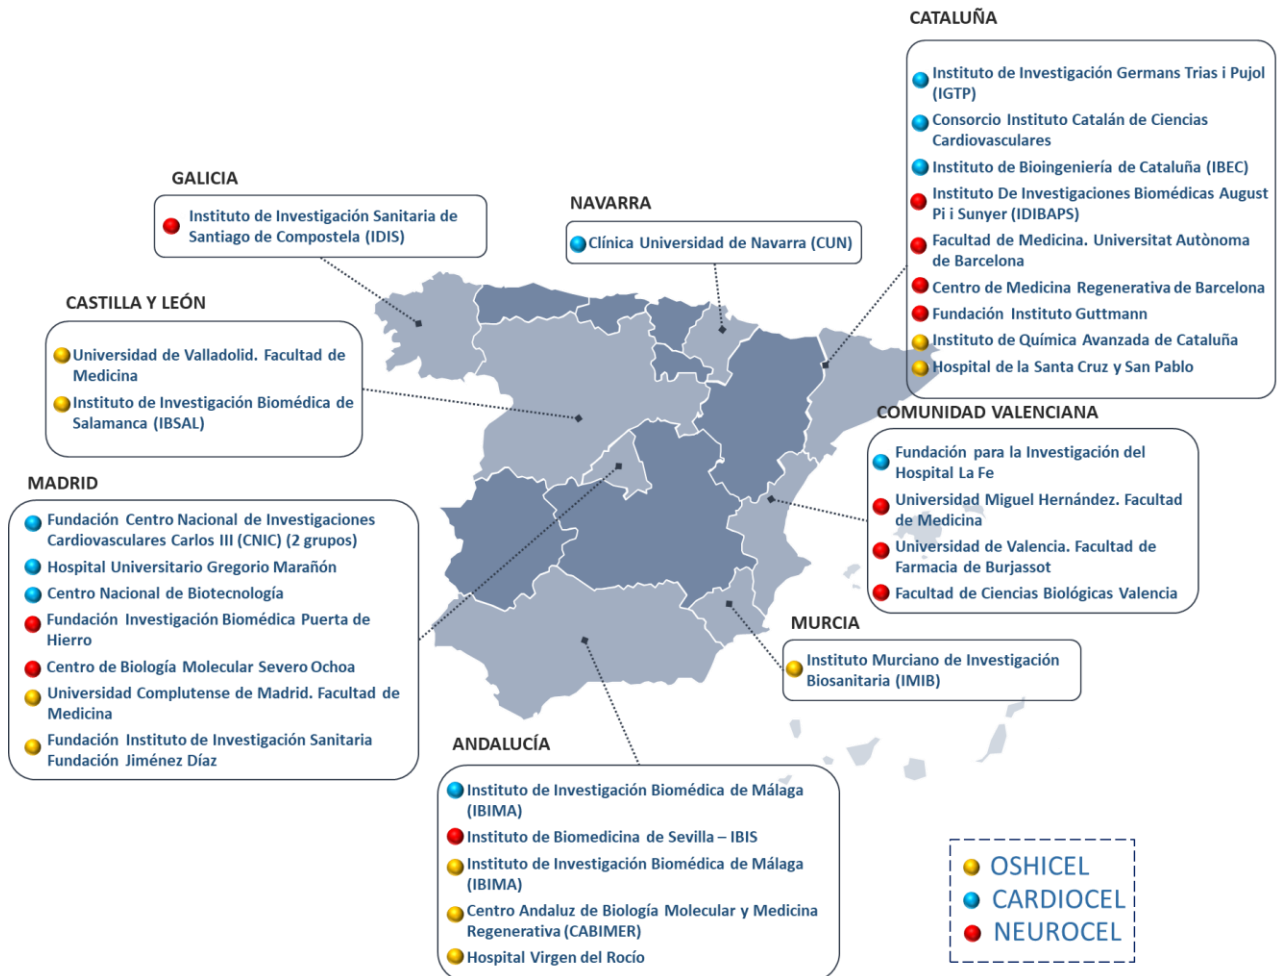 CATALUÑA
Instituto de Investigación Germans Trias i Pujol
(IGTP)
Consorcio Instituto Catalán de Ciencias
Cardiovasculares
Instituto de Bioingeniería de Cataluña (IBEC)
Instituto De Investigaciones Biomédicas August
Pi i Sunyer (IDIBAPS)
Facultad de Medicina. Universitat Autònoma
de Barcelona
Centro de Medicina Regenerativa de Barcelona
Fundación Instituto Guttmann
Instituto de Química Avanzada de Cataluña
Hospital de la Santa Cruz y San Pablo
GALICIA
Instituto de Investigación Sanitaria de
Santiago de Compostela (IDIS)
NAVARRA
Clínica Universidad de Navarra (CUN)
CASTILLA Y LEÓN
Universidad de Valladolid. Facultad de
Medicina
Instituto de Investigación Biomédica de
Salamanca (IBSAL)
COMUNIDAD VALENCIANA
Fundación para la Investigación del
Hospital La Fe
Universidad Miguel Hernández. Facultad
de Medicina
Universidad de Valencia. Facultad de
Farmacia de Burjassot
Facultad de Ciencias Biológicas Valencia
MADRID
Fundación Centro Nacional de Investigaciones
Cardiovasculares Carlos III (CNIC) (2 grupos)
Hospital Universitario Gregorio Marañón
Centro Nacional de Biotecnología
Fundación Investigación Biomédica Puerta de
Hierro
Centro de Biología Molecular Severo Ochoa
Universidad Complutense de Madrid. Facultad de
Medicina
Fundación Instituto de Investigación Sanitaria
Fundación Jiménez Díaz
MURCIA
Instituto Murciano de Investigación
Biosanitaria (IMIB)
ANDALUCÍA
Instituto de Investigación Biomédica de Málaga
(IBIMA)
Instituto de Biomedicina de Sevilla – IBIS
Instituto de Investigación Biomédica de Málaga
(IBIMA)
Centro Andaluz de Biología Molecular y Medicina
Regenerativa (CABIMER)
Hospital Virgen del Rocío
OSHICEL
CARDIOCEL
NEUROCEL